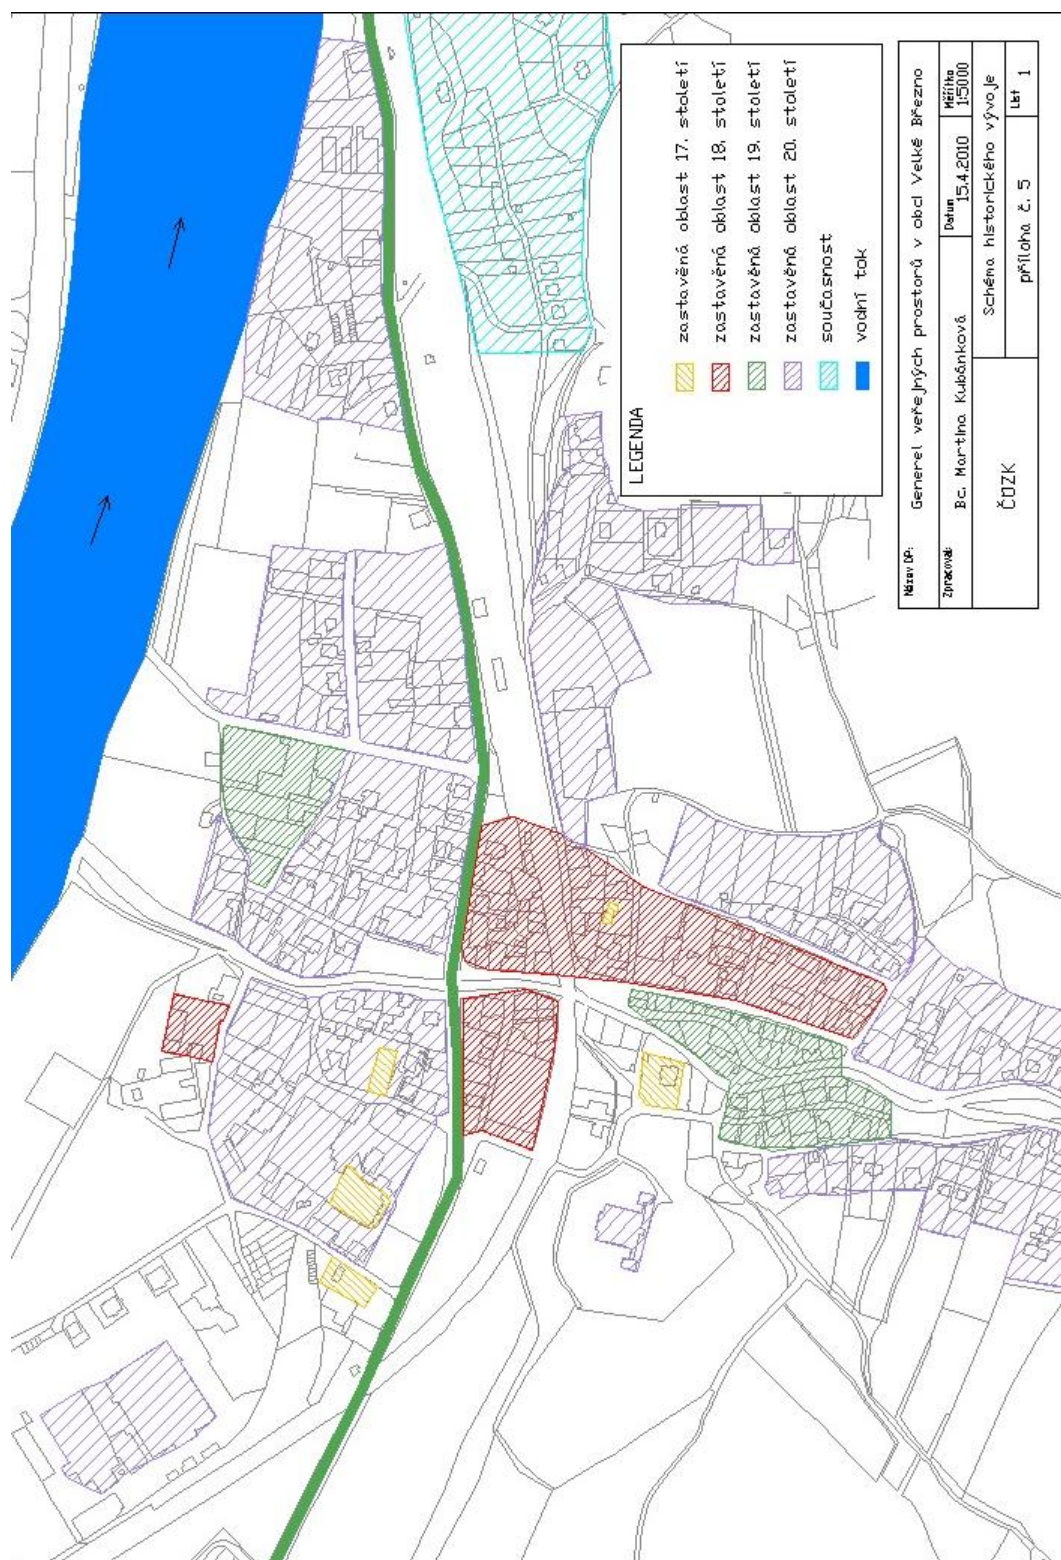 LEGENDA
zastavěná oblast 17. století
zastavěná oblast 18. století
zastavěná oblast 19. století
zastavěná oblast 20. století
současnost
vodní tok
Název DP: Generel veřejných prostorů v obci Velké Březno
Zpracoval: Bc. Martina Kubánková
Datum 15.4.2010
Měřítko 1:5000
ČÚZK
Schéma historického vývoje
příloha č. 5
List 1